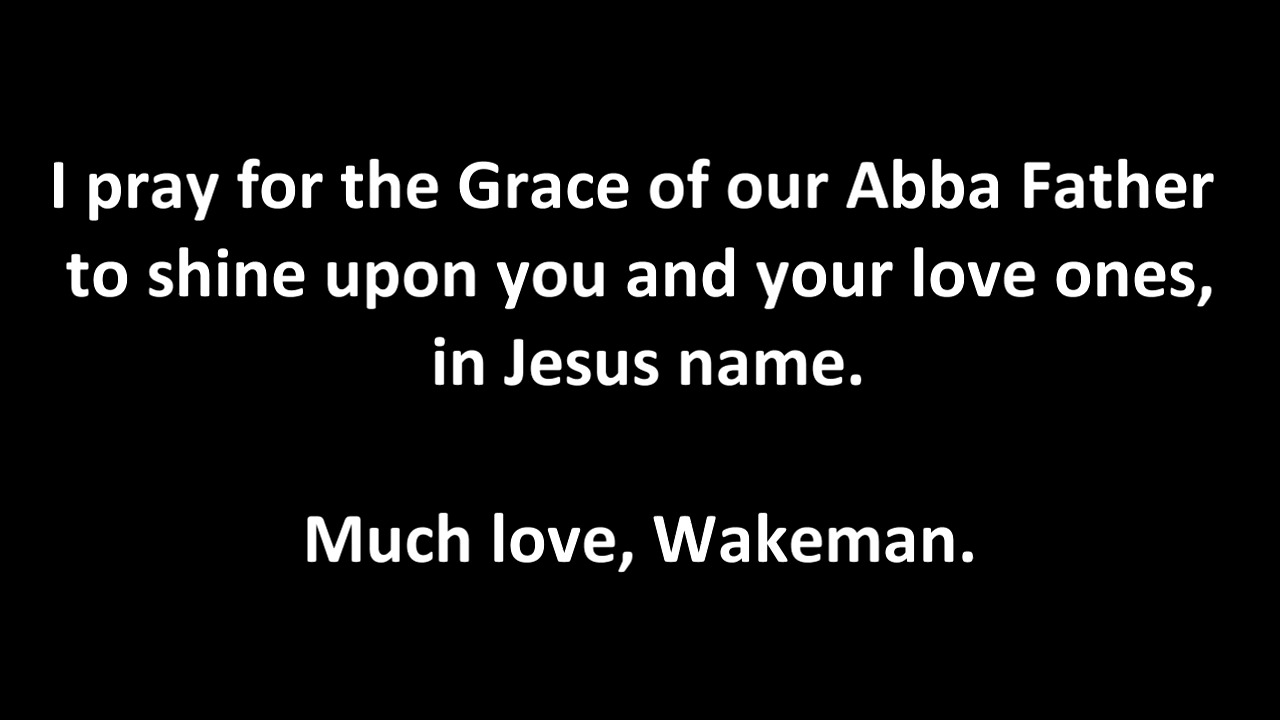 I pray for the Grace of our Abba Father
to shine upon you and your love ones,
in Jesus name.
Much love, Wakeman.